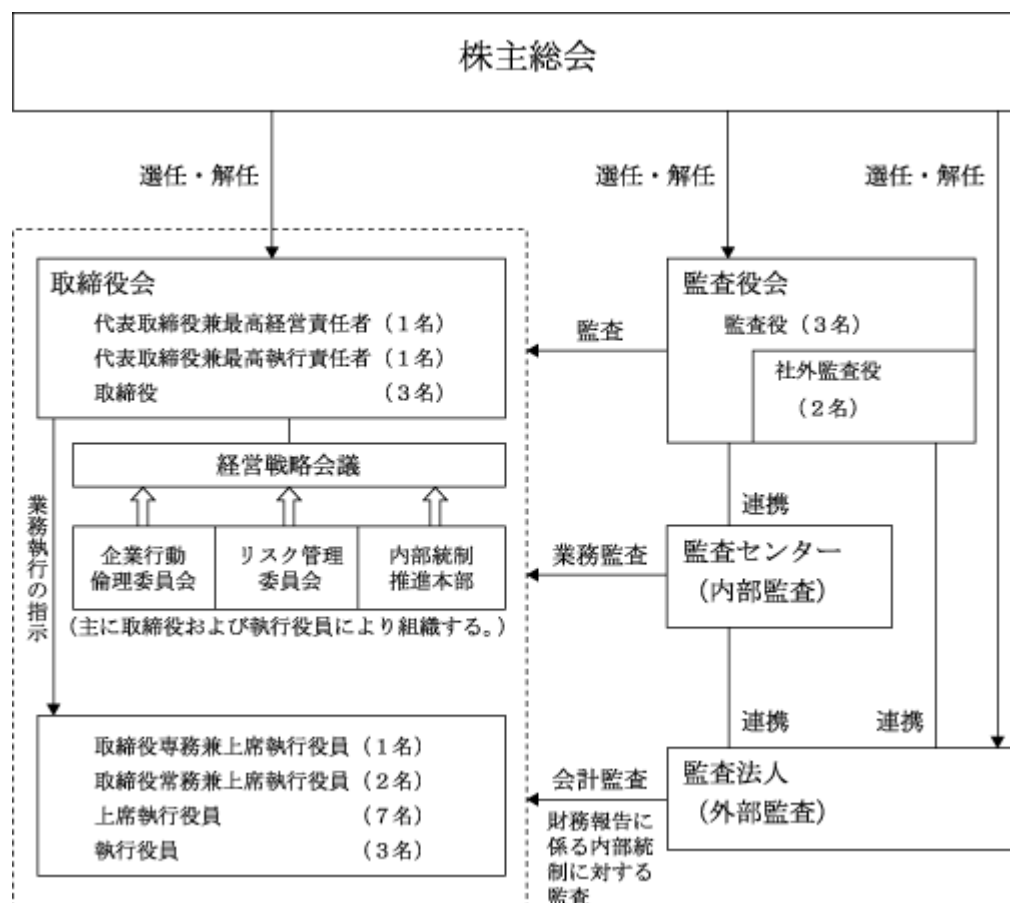 株主総会
選任・解任
選任・解任
選任・解任
取締役会
代表取締役兼最高経営責任者（１名）
代表取締役兼最高執行責任者（１名）
取締役（３名）
監査
監査役会
監査役（３名）
社外監査役
（２名）
経営戦略会議
業務執行の指示
企業行動
倫理委員会
リスク管理
委員会
内部統制
推進本部
（主に取締役および執行役員により組織する。）
連携
業務監査
監査センター
（内部監査）
連携
連携
取締役専務兼上席執行役員（１名）
取締役常務兼上席執行役員（２名）
上席執行役員（７名）
執行役員（３名）
会計監査
財務報告に
係る内部統
制に対する
監査
監査法人
（外部監査）